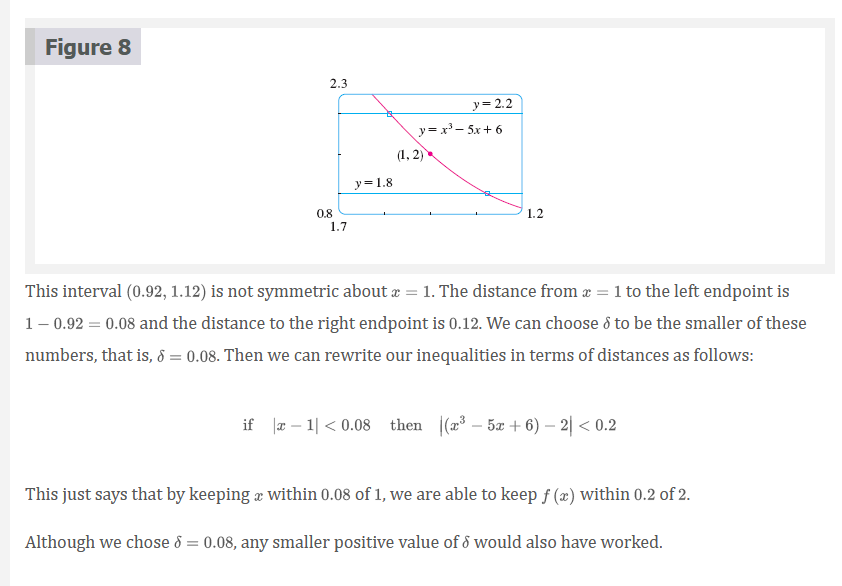 Figure 8
2.3
y = 2.2
y = x³ – 5x + 6
(1, 2)
y = 1.8
0.8
1.2
1.7
This interval (0.92, 1.12) is not symmetric about x = 1. The distance from x = 1 to the left endpoint is
1 − 0.92 = 0.08 and the distance to the right endpoint is 0.12. We can choose δ to be the smaller of these
numbers, that is, δ = 0.08. Then we can rewrite our inequalities in terms of distances as follows:
if |x − 1| < 0.08 then |(x³ − 5x + 6) − 2| < 0.2
This just says that by keeping x within 0.08 of 1, we are able to keep f (x) within 0.2 of 2.
Although we chose δ = 0.08, any smaller positive value of δ would also have worked.